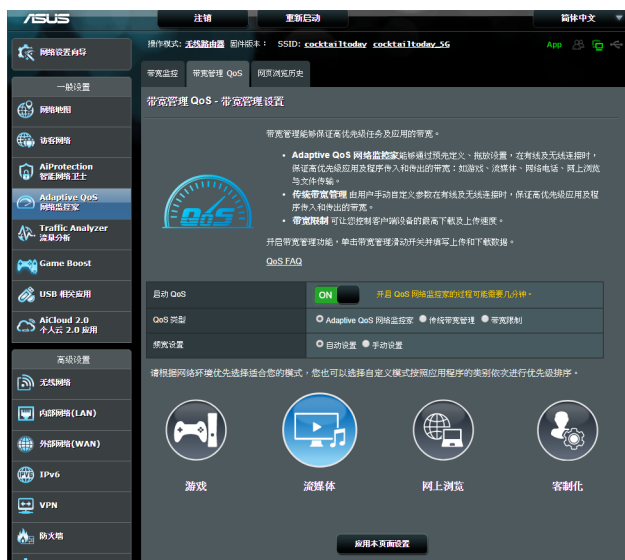 ASUS
注销
重新启动
简体中文
操作模式: 无线路由器 固件版本: SSID: cocktailtoday cocktailtoday_5G
App
网络设置向导
带宽监控
带宽管理 QoS
网页浏览历史
一般设置
网络地图
访客网络
AiProtection
智能网络卫士
Adaptive QoS
网络监控家
Traffic Analyzer
流量分析
Game Boost
USB 相关应用
AiCloud 2.0
个人云 2.0 应用
高级设置
无线网络
内部网络(LAN)
外部网络(WAN)
IPv6
VPN
防火墙
带宽管理 QoS - 带宽管理设置
带宽管理能够保证高优先级任务及应用的带宽。
QoS
• Adaptive QoS 网络监控家能够通过预先定义、拖放设置,在有线及无线连接时,
保证高优先级应用及程序传入和传出的带宽:如游戏、流媒体、网络电话、网上浏览
与文件传输。
• 传统带宽管理 由用户手动自定义参数在有线及无线连接时,保证高优先级应用及程
序传入和传出的带宽。
• 带宽限制 可让您控制客户端设备的最高下载及上传速度。
开启带宽管理功能,单击带宽管理滑动开关并填写上传和下载数据。
QoS FAQ
启动 QoS
ON
开启 QoS 网络监控家的过程可能需要几分钟。
QoS 类型
Adaptive QoS 网络监控家 传统带宽管理 带宽限制
频宽设置
自动设置 手动设置
请根据网络环境优先选择适合您的模式,您也可以选择自定义模式按照应用程序的类别依次进行优先级排序。
游戏
流媒体
网上浏览
客制化
应用本页面设置